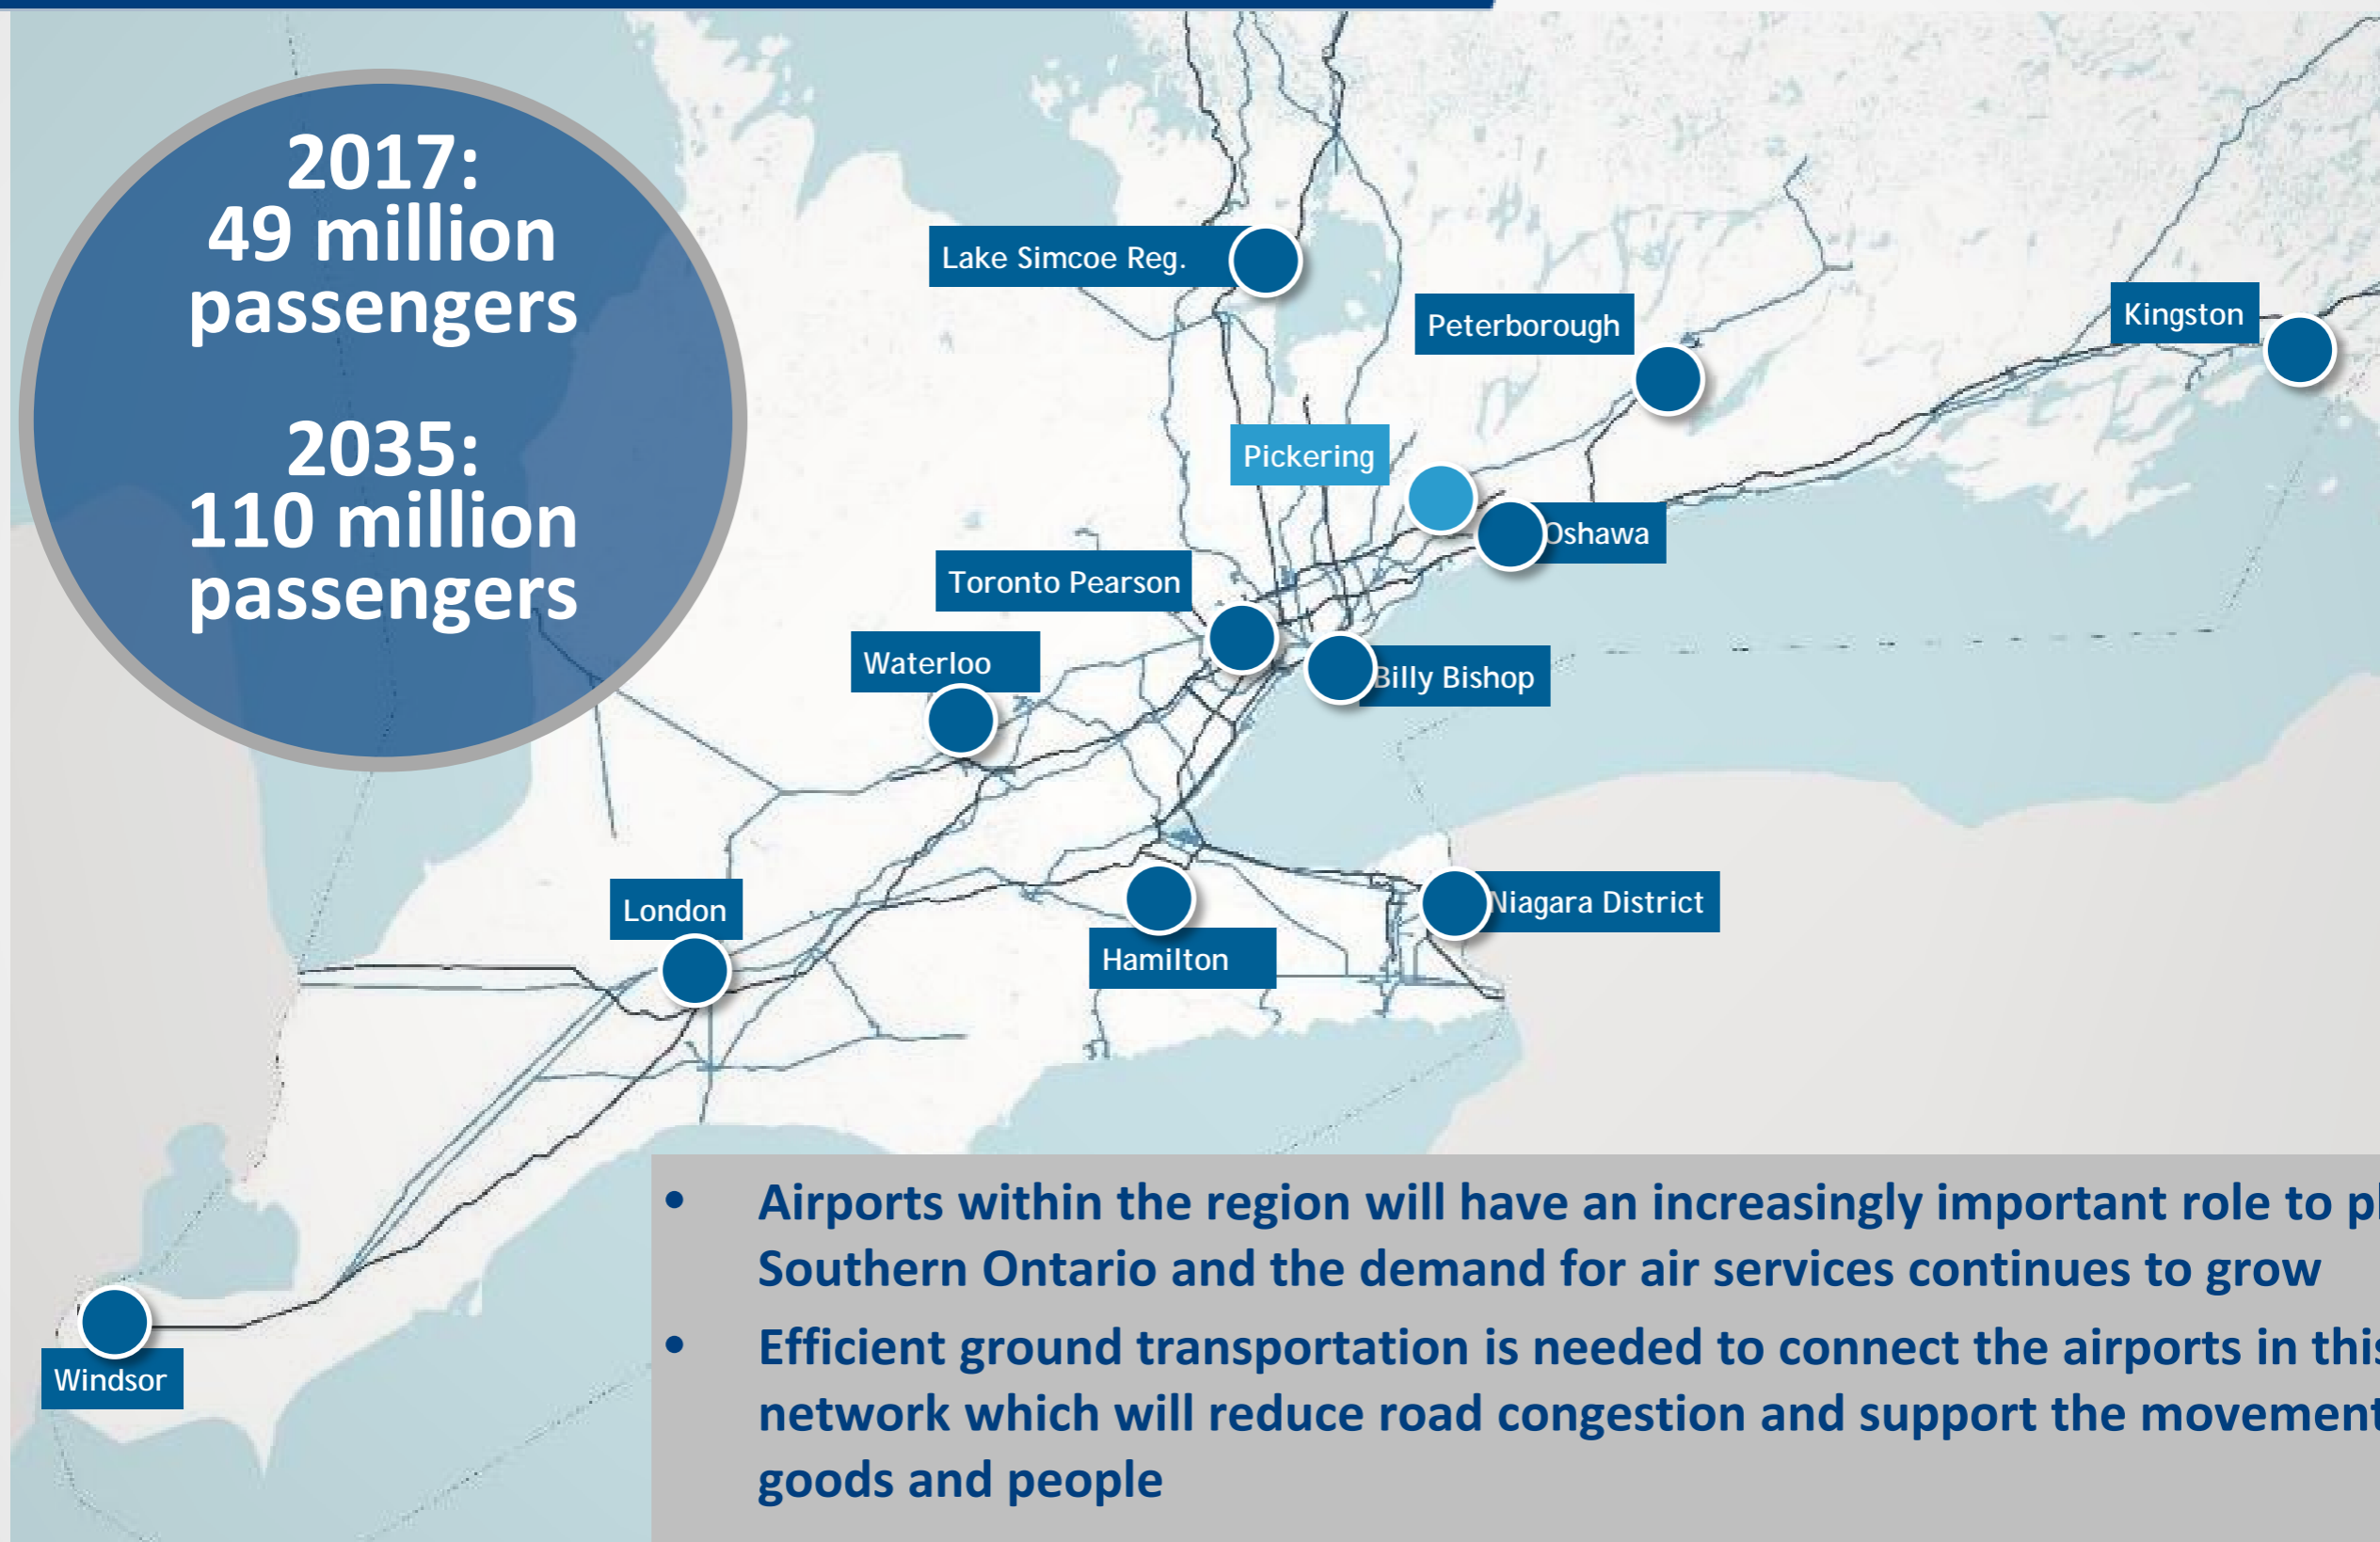 2017:
49 million
passengers
2035:
110 million
passengers
Lake Simcoe Reg.
Peterborough
Kingston
Pickering
Oshawa
Toronto Pearson
Waterloo
Billy Bishop
London
Niagara District
Hamilton
Windsor
• Airports within the region will have an increasingly important role to
Southern Ontario and the demand for air services continues to grow
• Efficient ground transportation is needed to connect the airports in this
network which will reduce road congestion and support the movement
goods and people